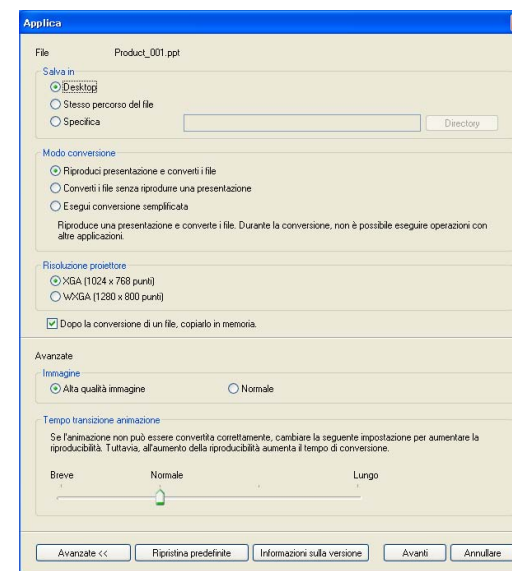 Applica
File Product_001.ppt
Salva in
Desktop
Stesso percorso del file
Specifica
Directory
Modo conversione
Riproduci presentazione e converti i file
Converti i file senza riprodurre una presentazione
Esegui conversione semplificata
Riproduce una presentazione e converte i file. Durante la conversione, non è possibile eseguire operazioni con
altre applicazioni.
Risoluzione proiettore
XGA (1024 x 768 punti)
WXGA (1280 x 800 punti)
Dopo la conversione di un file, copiarlo in memoria.
Avanzate
Immagine
Alta qualità immagine Normale
Tempo transizione animazione
Se l'animazione non può essere convertita correttamente, cambiare la seguente impostazione per aumentare la
riproducibilità. Tuttavia, all'aumento della riproducibilità aumenta il tempo di conversione.
Breve Normale Lungo
Avanzate << Ripristina predefinite Informazioni sulla versione Avanti Annullare